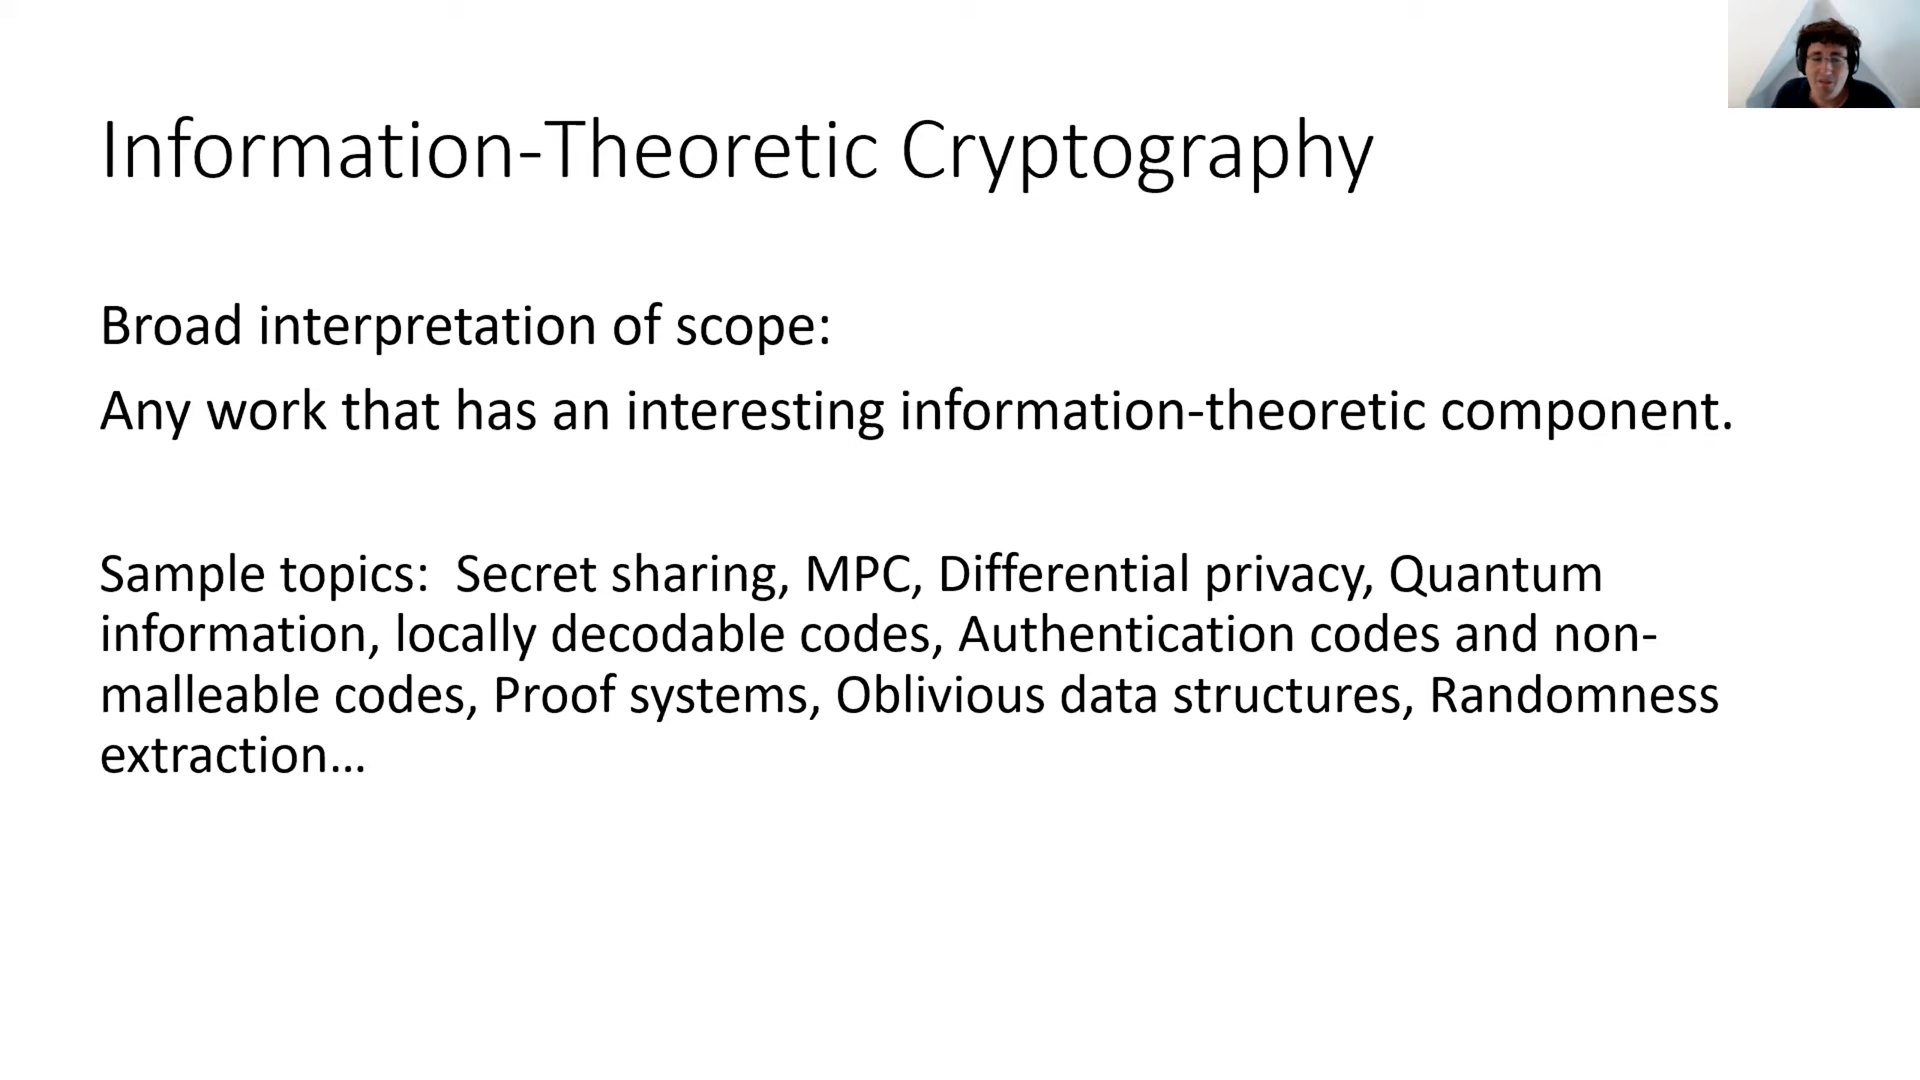 Information-Theoretic Cryptography
Broad interpretation of scope:
Any work that has an interesting information-theoretic component.
Sample topics:  Secret sharing, MPC, Differential privacy, Quantum
information, locally decodable codes, Authentication codes and non-
malleable codes, Proof systems, Oblivious data structures, Randomness
extraction…